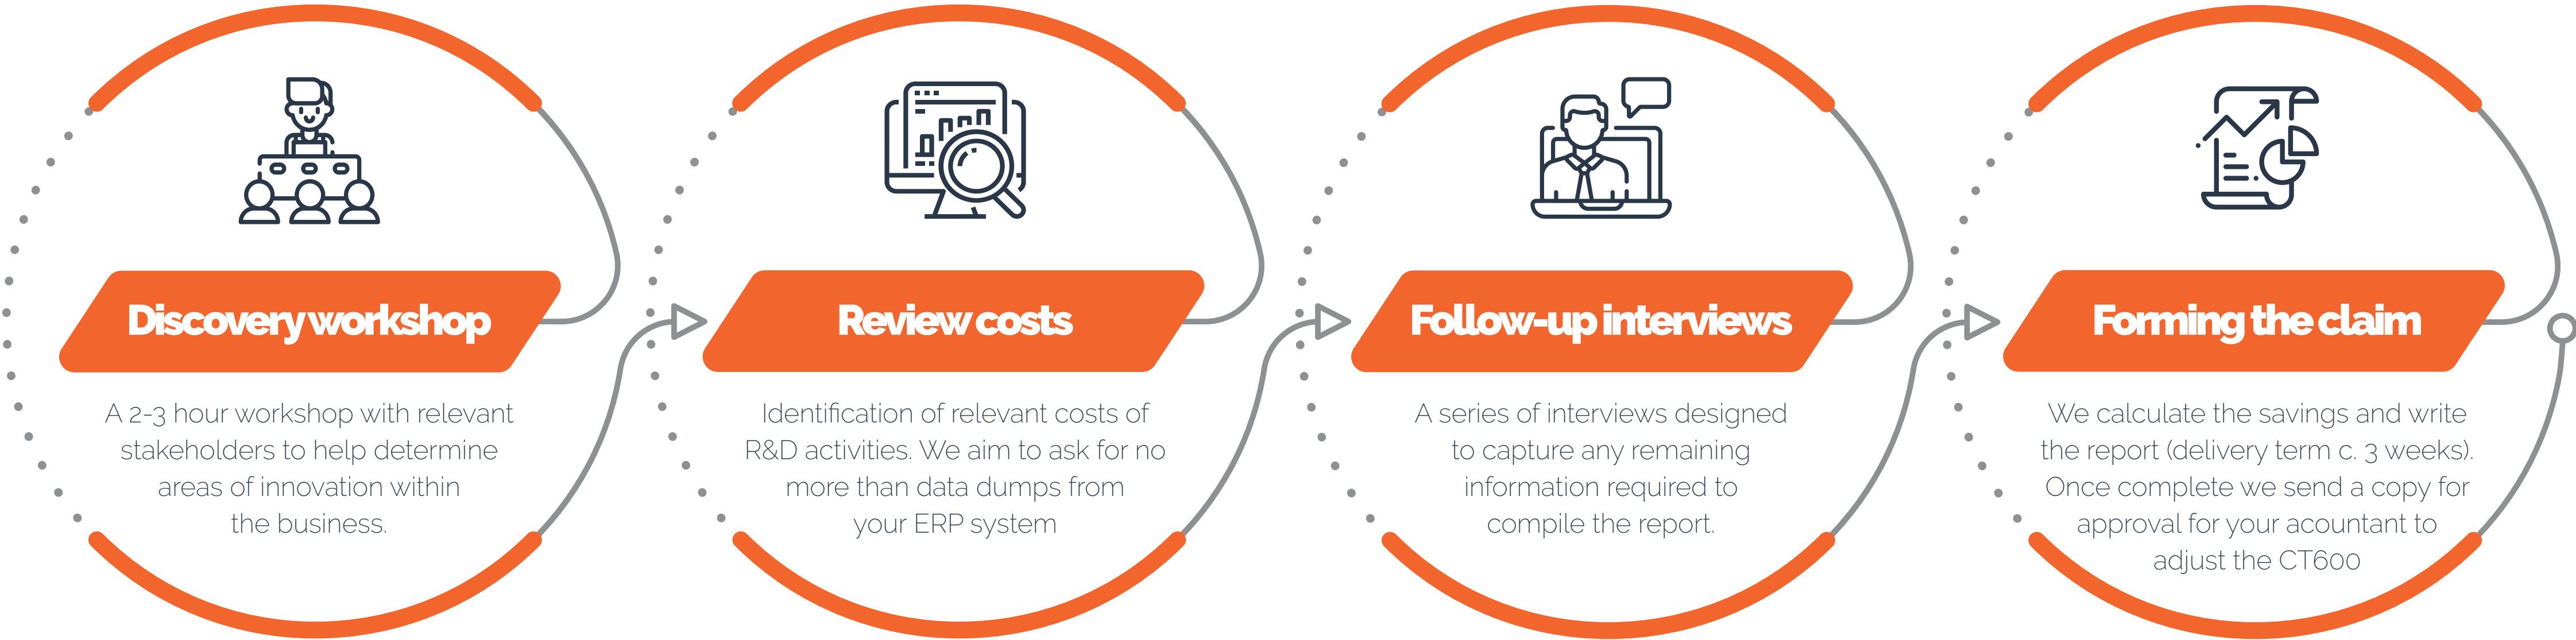 Discovery workshop
A 2-3 hour workshop with relevant
stakeholders to help determine
areas of innovation within
the business.
Review costs
Identification of relevant costs of
R&D activities. We aim to ask for no
more than data dumps from
your ERP system
Follow-up interviews
A series of interviews designed
to capture any remaining
information required to
compile the report.
Forming the claim
We calculate the savings and write
the report (delivery term c. 3 weeks).
Once complete we send a copy for
approval for your acountant to
adjust the CT600